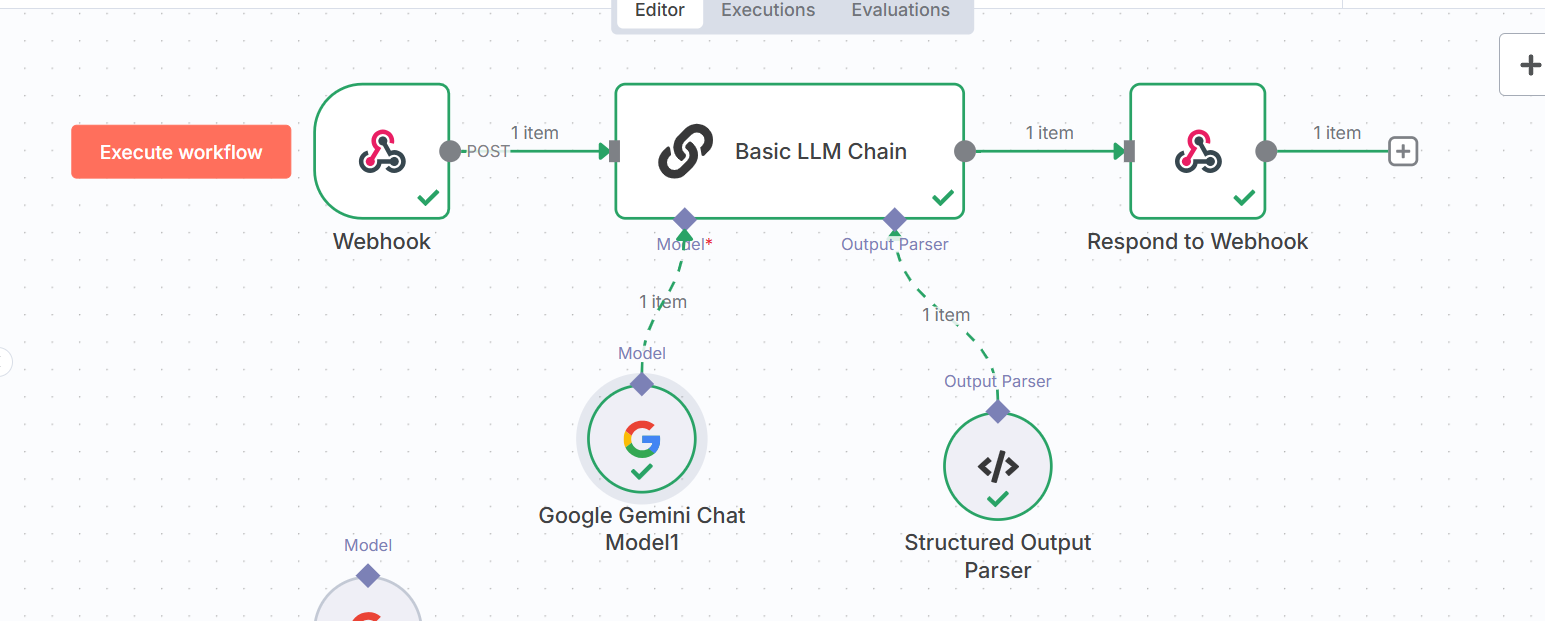 Editor
Executions
Evaluations
Execute workflow
POST
1 item
Basic LLM Chain
1 item
1 item
Webhook
Model*
Output Parser
Respond to Webhook
1 item
1 item
Model
Output Parser
Google Gemini Chat
Model1
Structured Output
Parser
Model